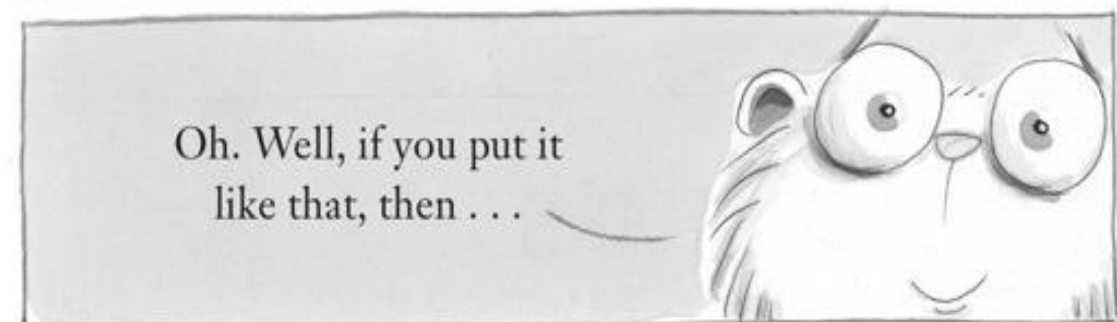 Oh. Well, if you put it
like that, then . . .